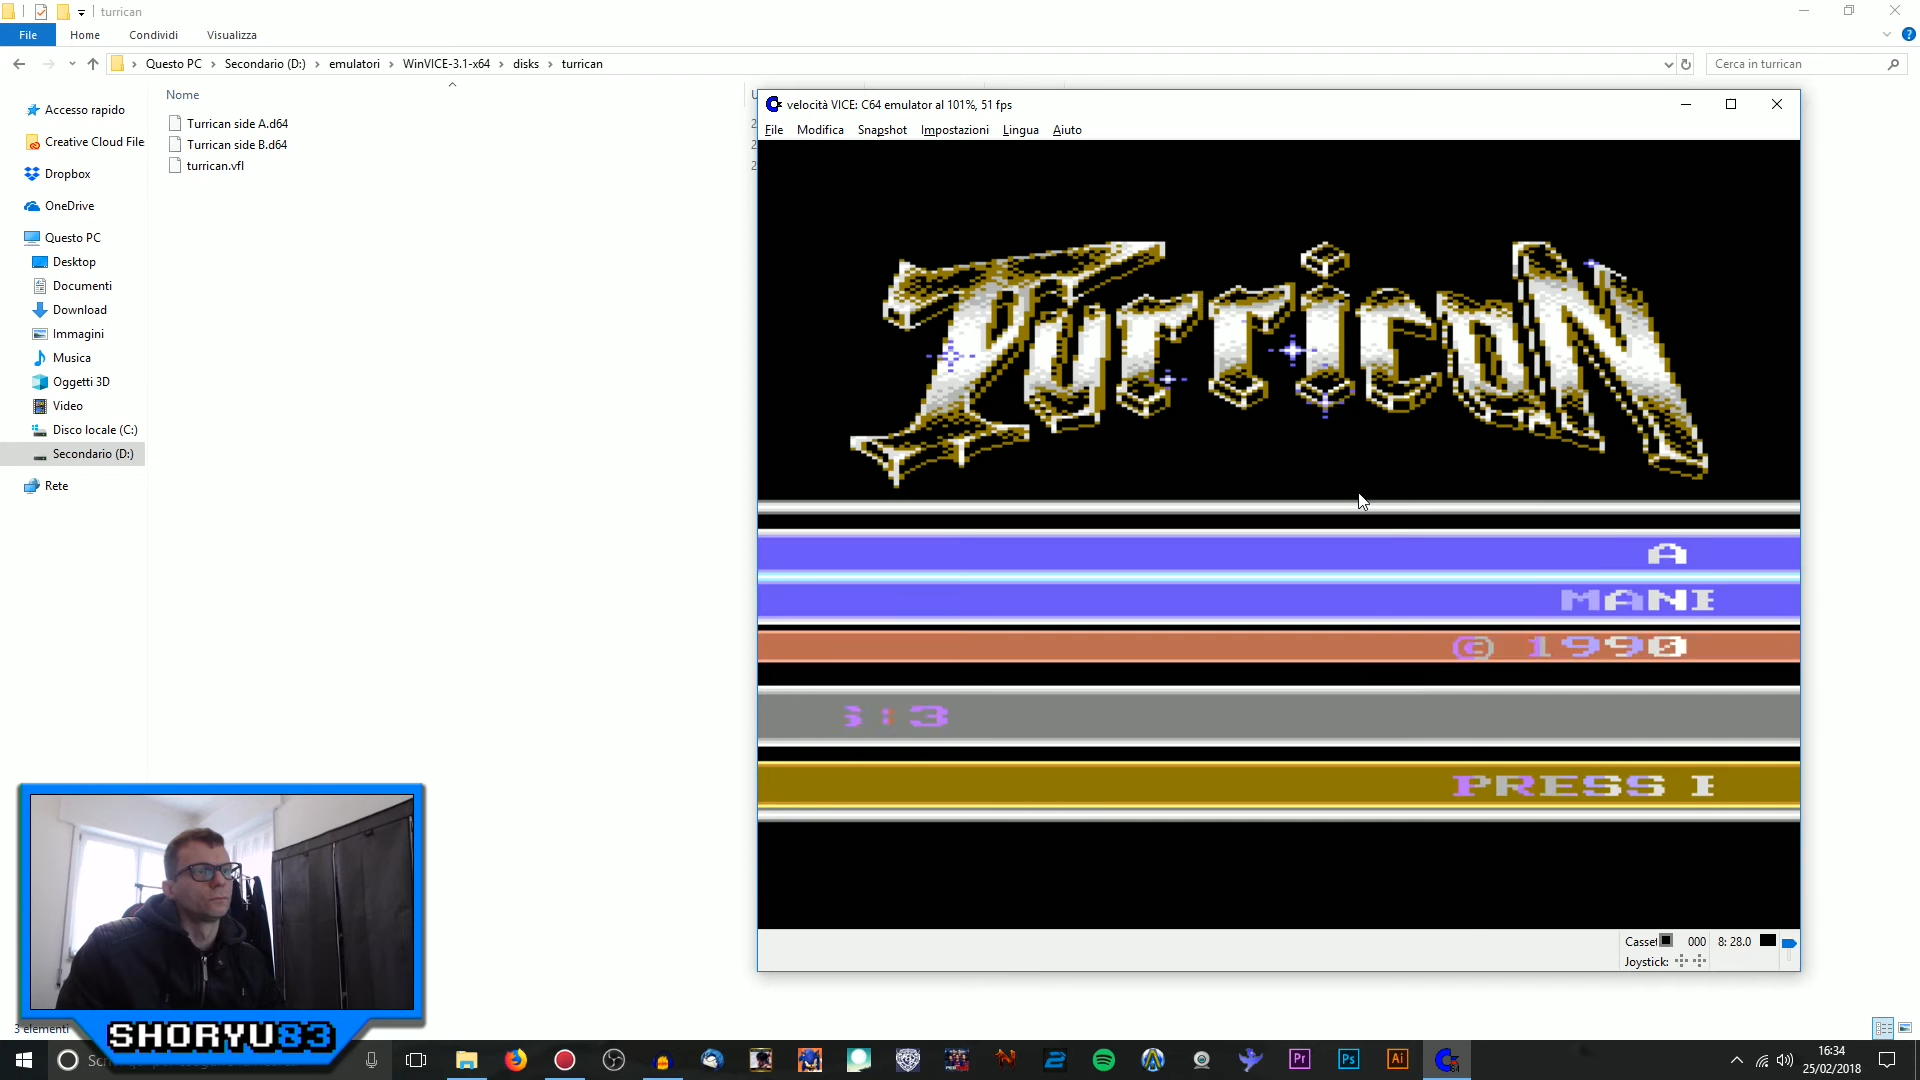 turrican
File Home Condividi Visualizza
Questo PC Secondario (D:) emulatori WinVICE-3.1-x64 disks turrican
Cerca in turrican
Nome
Accesso rapido
Creative Cloud File
Dropbox
OneDrive
Questo PC
Desktop
Documenti
Download
Immagini
Musica
Oggetti 3D
Video
Disco locale (C:)
Secondario (D:)
Rete
Turrican side A.d64
Turrican side B.d64
turrican.vfl
velocità VICE: C64 emulator al 101%, 51 fps
File Modifica Snapshot Impostazioni Lingua Aiuto
Turrican
A
MANI
© 1990
:3
PRESS
Casset 000 8: 28.0
Joystick:
3 elementi
SHORYU83
16:34
25/02/2018